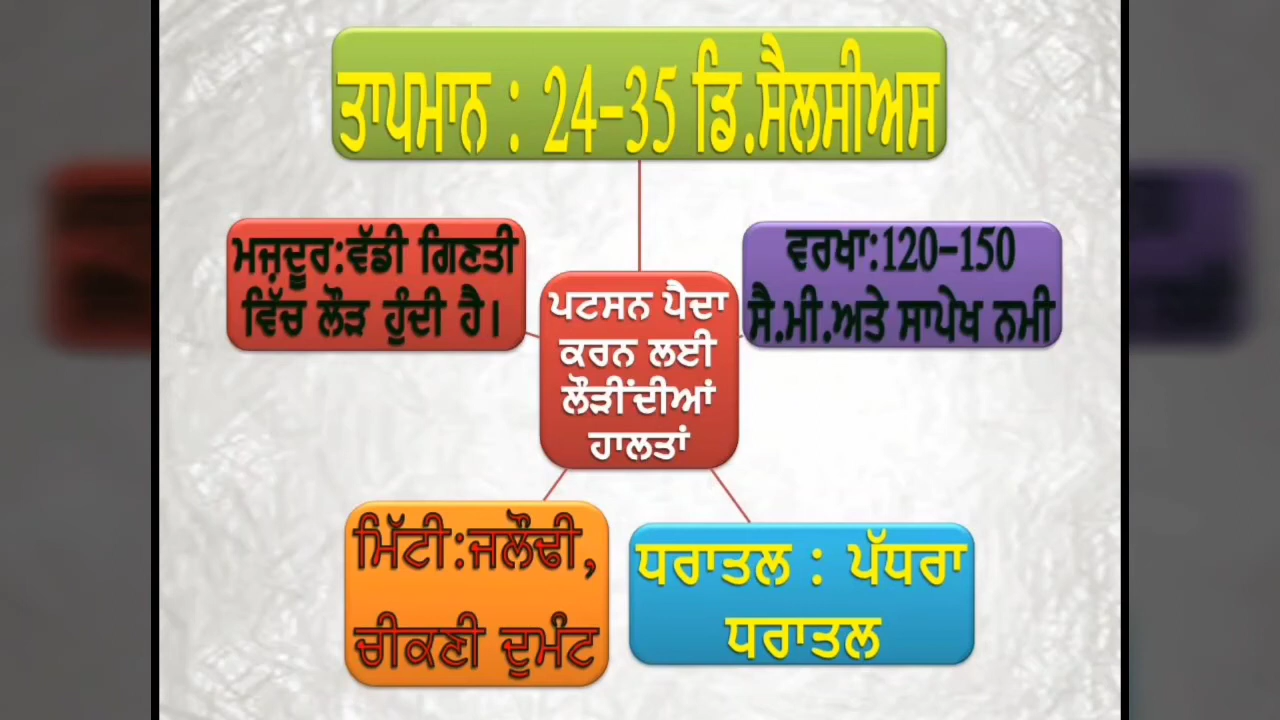 ਤਾਪਮਾਨ : 24-35 ਡਿ.ਸੈਲਸੀਅਸ
ਮਜ਼ਦੂਰ:ਵੱਡੀ ਗਿਣਤੀ
ਵਿੱਚ ਲੌੜ ਹੁੰਦੀ ਹੈ।
ਵਰਖਾ:120-150
ਸੈ.ਮੀ.ਅਤੇ ਸਾਪੇਖ ਨਮੀ
ਪਟਸਨ ਪੈਦਾ
ਕਰਨ ਲਈ
ਲੌੜੀਂਦੀਆਂ
ਹਾਲਤਾਂ
ਮਿੱਟੀ:ਜਲੌਢੀ,
ਚੀਕਣੀ ਦੁਮੱਟ
ਧਰਾਤਲ : ਪੱਧਰਾ
ਧਰਾਤਲ